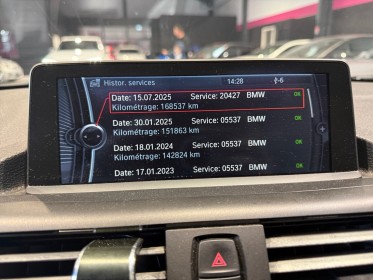 Histor. services 14:28 6
Date: 15.07.2025 Service: 20427 BMW OK
Kilométrage: 168537 km
Date: 30.01.2025 Service: 05537 BMW OK
Kilométrage: 151863 km
Date: 18.01.2024 Service: 05537 BMW OK
Kilométrage: 142824 km
Date: 17.01.2023 Service: 05537 BMW OK